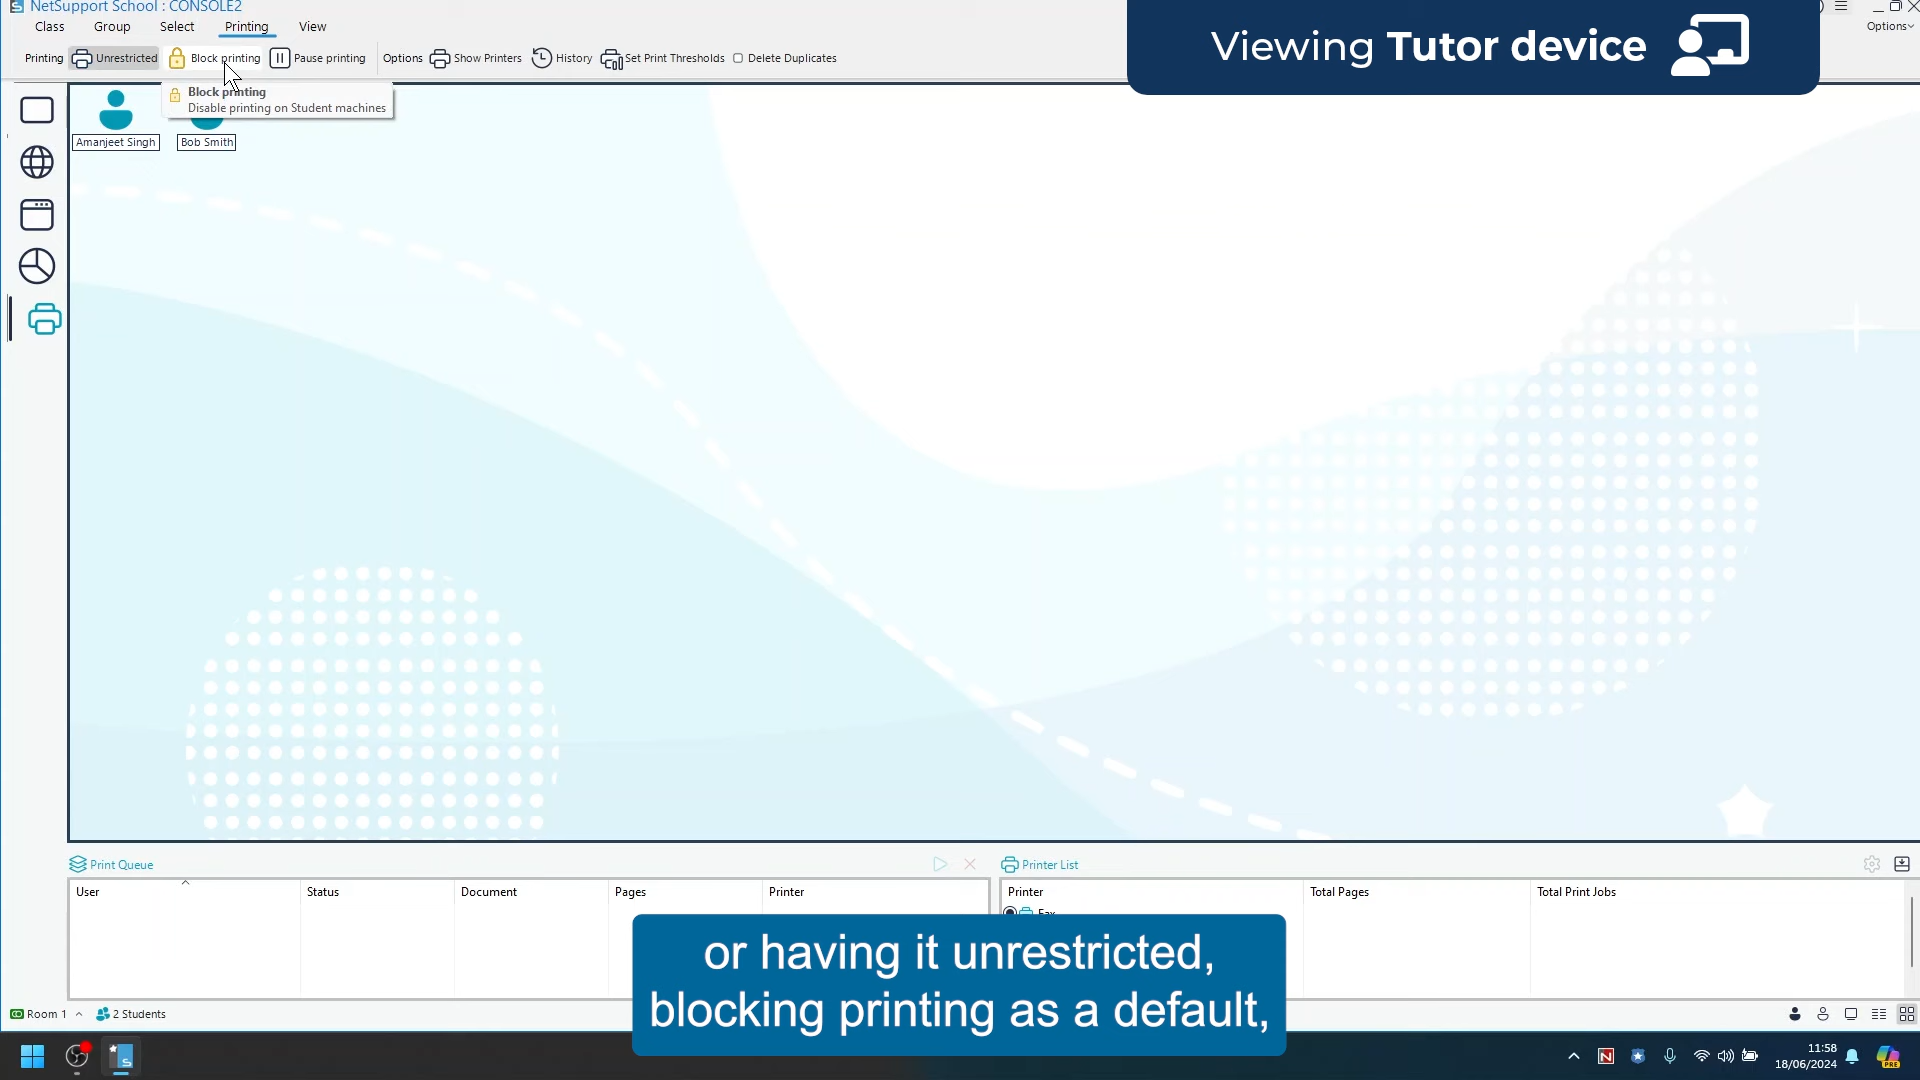 NetSupport School : CONSOLE2
Class Group Select Printing View
Options
Printing Unrestricted Block printing Pause printing Options Show Printers History Set Print Thresholds Delete Duplicates
Viewing Tutor device
Block printing
Disable printing on Student machines
Amanjeet Singh Bob Smith
Print Queue
Printer List
User Status Document Pages Printer
Printer Total Pages Total Print Jobs
Fax
or having it unrestricted,
blocking printing as a default,
Room 1 2 Students
11:58
18/06/2024